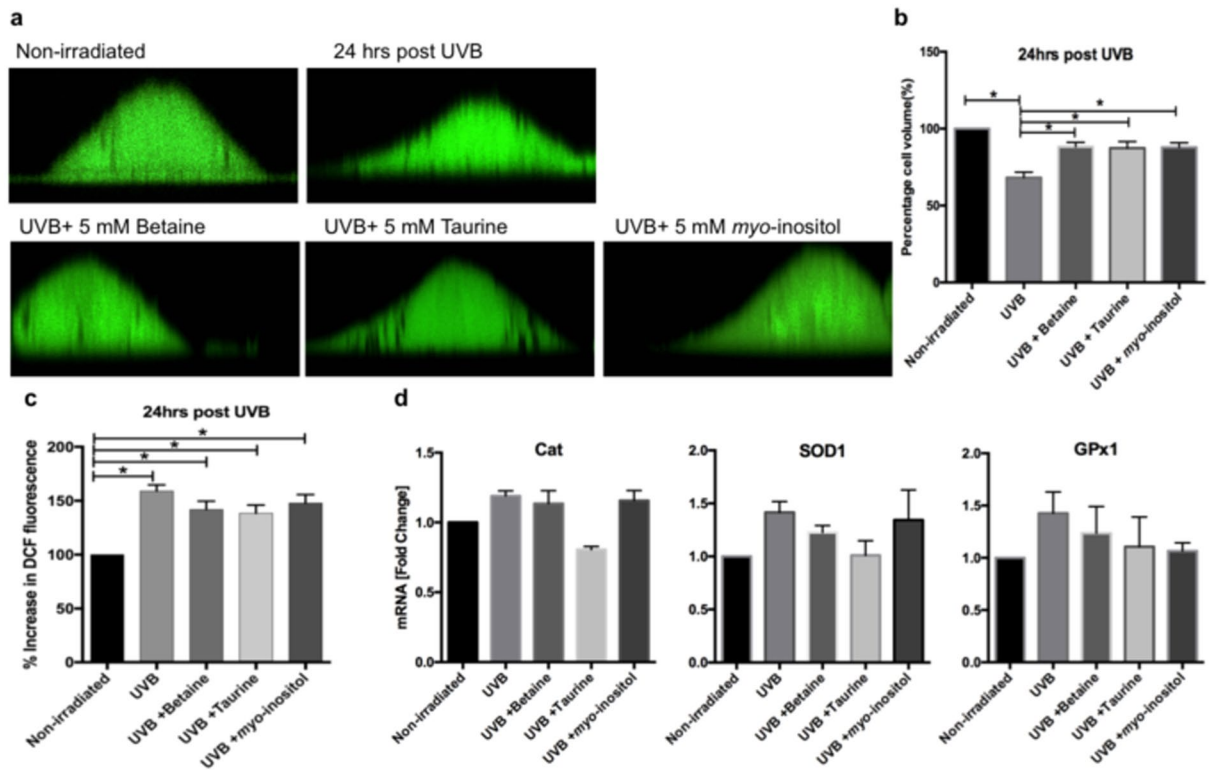 a
Non-irradiated
24 hrs post UVB
UVB+ 5 mM Betaine
UVB+ 5 mM Taurine
UVB+ 5 mM myo-inositol
b
24hrs post UVB
Percentage cell volume(%)
150
100
50
0
*
*
*
*
Non-irradiated
UVB
UVB + Betaine
UVB + Taurine
UVB + myo-inositol
c
24hrs post UVB
% Increase in DCF fluorescence
200
150
100
50
0
*
*
*
*
Non-irradiated
UVB
UVB +Betaine
UVB +Taurine
UVB +myo-inositol
d
Cat
mRNA [Fold Change]
1.5
1.0
0.5
0.0
Non-irradiated
UVB
UVB +Betaine
UVB +Taurine
UVB +myo-inositol
SOD1
2.0
1.5
1.0
0.5
0.0
Non-irradiated
UVB
UVB +Betaine
UVB +Taurine
UVB +myo-inositol
GPx1
2.0
1.5
1.0
0.5
0.0
Non-irradiated
UVB
UVB +Betaine
UVB +Taurine
UVB +myo-inositol